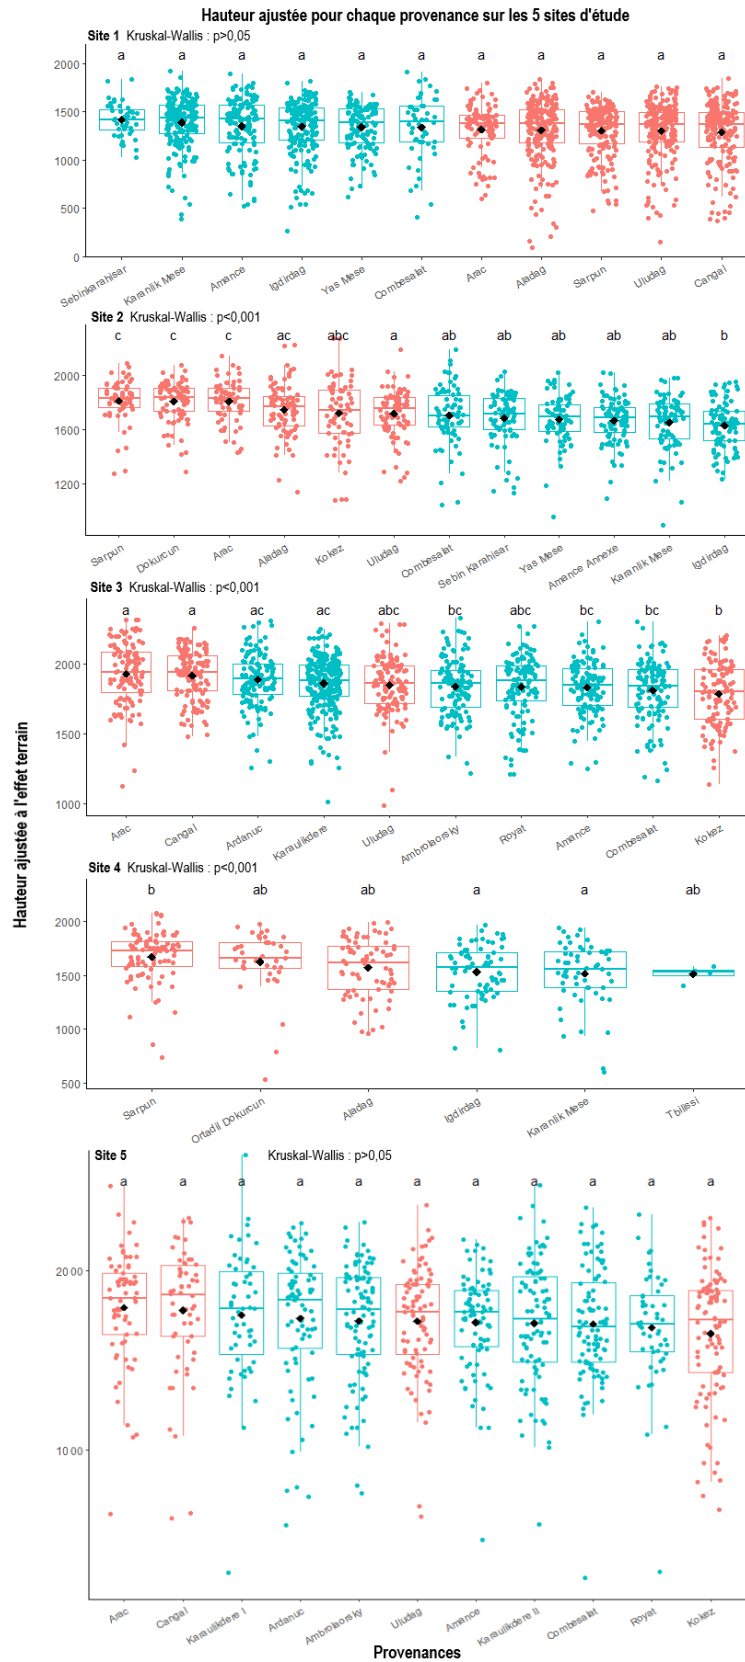 Hauteur ajustée pour chaque provenance sur les 5 sites d'étude
Site 1 Kruskal-Wallis : p>0,05
a a a a a a a a a a a
2000
1500
1000
500
0
Sebinkarahisar Karanlik Mese Amance Igdirdag Yas Mese Combesalat Arac Aladag Sarpun Uludag Cangal
Site 2 Kruskal-Wallis : p<0,001
c c c ac abc a ab ab ab ab ab b
2000
1600
1200
Sarpun Dokurcun Arac Aladag Kokez Uludag Combesalat Sebin Karahisar Yas Mese Amance Annexe Karanlik Mese Igdirdag
Site 3 Kruskal-Wallis : p<0,001
a a ac ac abc bc abc bc bc b
2000
1500
1000
Arac Cangal Ardanuc Karaulikdere Uludag Ambrolaorsky Royat Amance Combesalat Kokez
Hauteur ajustée à l'effet terrain
Site 4 Kruskal-Wallis : p<0,001
b ab ab a a ab
2000
1500
1000
500
Sarpun Ortadil Dokurcun Aladag Igdirdag Karanlik Mese Tbilissi
Site 5 Kruskal-Wallis : p>0,05
a a a a a a a a a a a
2000
1000
Arac Cangal Karaulikdere I Ardanuc Ambrolaorsky Uludag Amance Karaulikdere II Combesalat Royat Kokez
Provenances